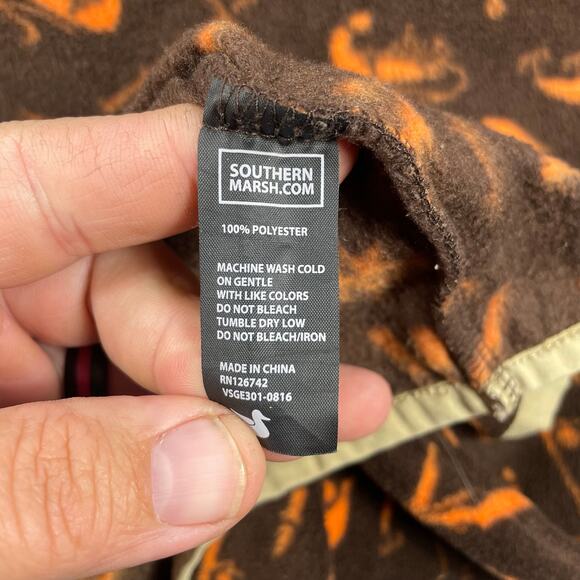 SOUTHERN
MARSH.COM
100% POLYESTER
MACHINE WASH COLD
ON GENTLE
WITH LIKE COLORS
DO NOT BLEACH
TUMBLE DRY LOW
DO NOT BLEACH/IRON
MADE IN CHINA
RN126742
VSGE301-0816